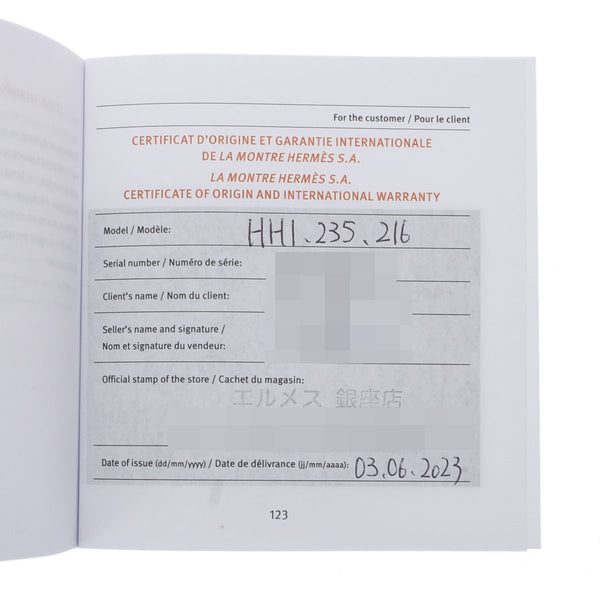 For the customer / Pour le client
CERTIFICAT D'ORIGINE ET GARANTIE INTERNATIONALE
DE LA MONTRE HERMÈS S.A.
LA MONTRE HERMÈS S.A.
CERTIFICATE OF ORIGIN AND INTERNATIONAL WARRANTY
Model / Modèle: HH1.235.216
Serial number / Numéro de série:
Client's name / Nom du client:
Seller's name and signature /
Nom et signature du vendeur:
Official stamp of the store / Cachet du magasin:
エルメス 銀座店
Date of issue (dd/mm/yyyy) / Date de délivrance (jj/mm/aaaa): 03.06.2023
123